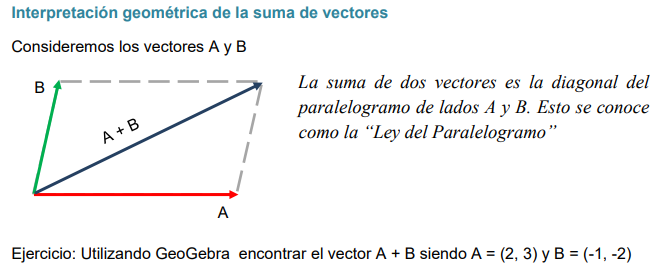 Interpretación geométrica de la suma de vectores
Consideremos los vectores A y B
B
A + B
A
La suma de dos vectores es la diagonal del
paralelogramo de lados A y B. Esto se conoce
como la “Ley del Paralelogramo”
Ejercicio: Utilizando GeoGebra encontrar el vector A + B siendo A = (2, 3) y B = (-1, -2)